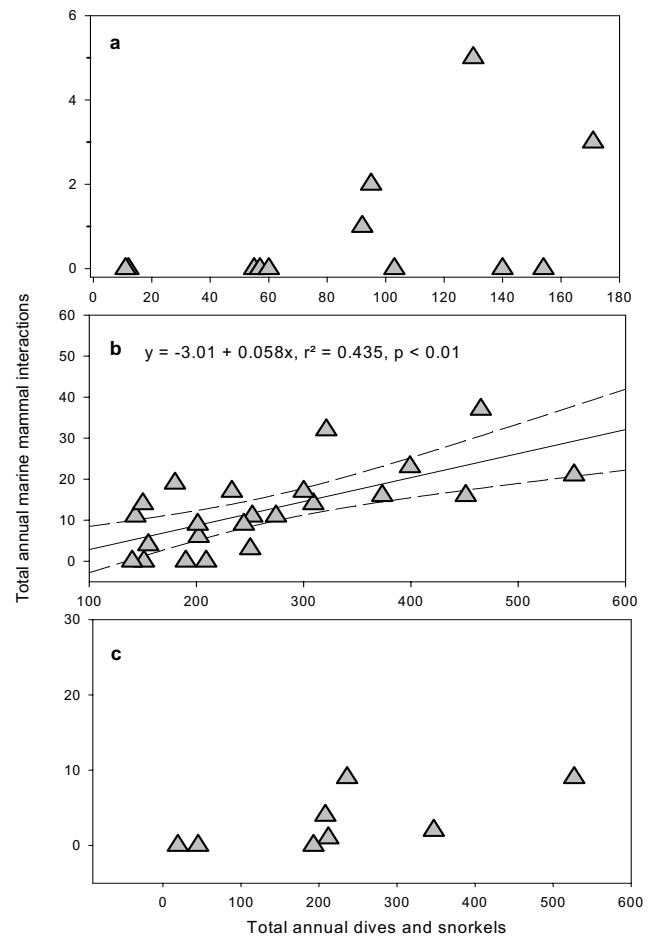 Total annual marine mammal interactions
a
6
4
2
0
0 20 40 60 80 100 120 140 160 180
b y = -3.01 + 0.058x, r² = 0.435, p < 0.01
60
50
40
30
20
10
0
100 200 300 400 500 600
c
30
20
10
0
0 100 200 300 400 500 600
Total annual dives and snorkels